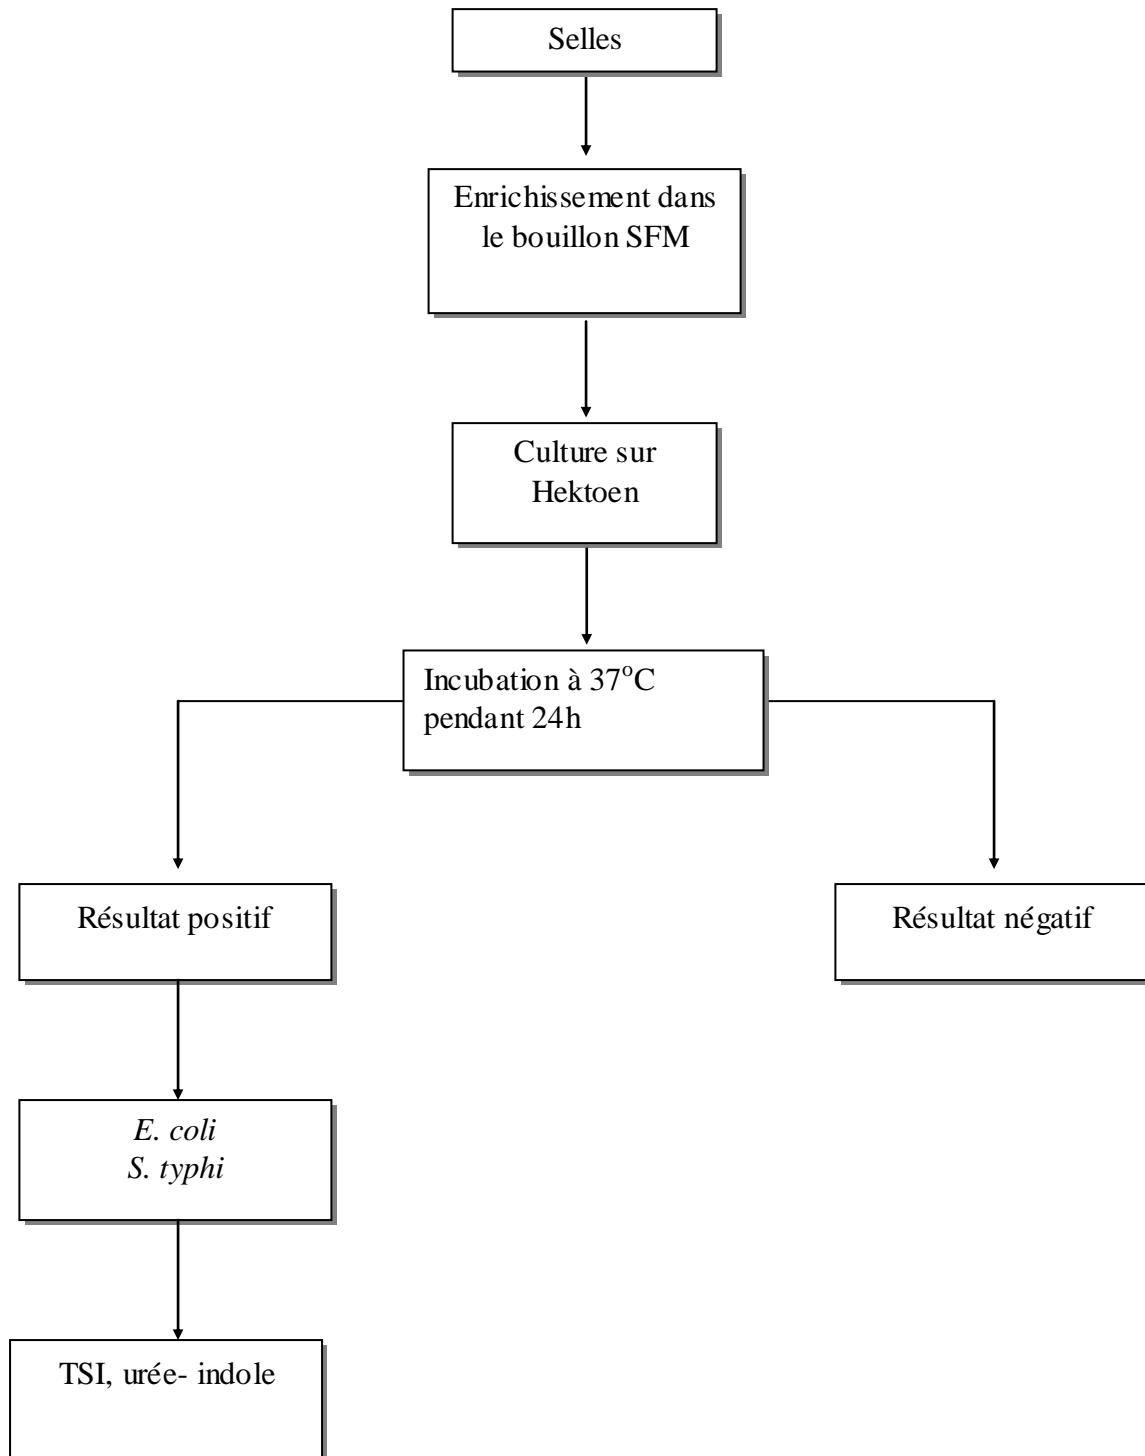 Selles
Enrichissement dans
le bouillon SFM
Culture sur
Hektoen
Incubation à 37°C
pendant 24h
Résultat positif
Résultat négatif
E. coli
S. typhi
TSI, urée- indole